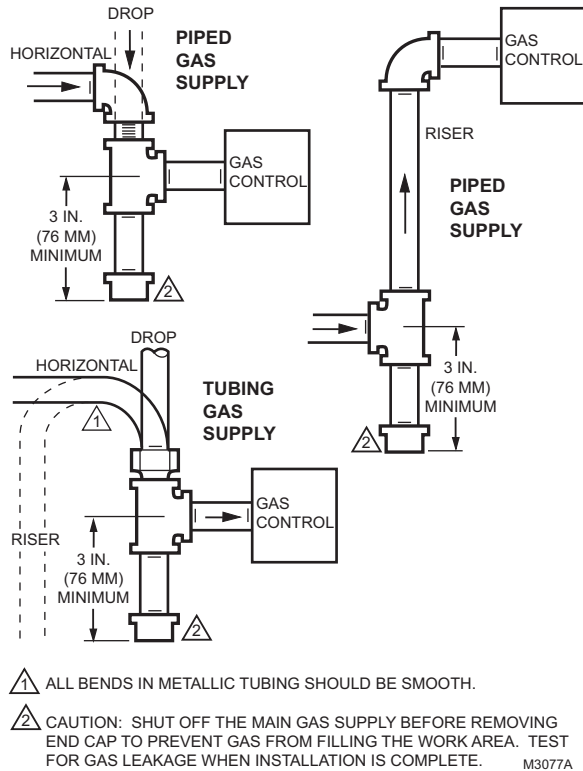 DROP
HORIZONTAL
PIPED
GAS
SUPPLY
GAS
CONTROL
3 IN.
(76 MM)
MINIMUM
2
GAS
CONTROL
RISER
PIPED
GAS
SUPPLY
3 IN.
(76 MM)
MINIMUM
2
DROP
HORIZONTAL
1
TUBING
GAS
SUPPLY
GAS
CONTROL
RISER
3 IN.
(76 MM)
MINIMUM
2
1 ALL BENDS IN METALLIC TUBING SHOULD BE SMOOTH.
2 CAUTION: SHUT OFF THE MAIN GAS SUPPLY BEFORE REMOVING
END CAP TO PREVENT GAS FROM FILLING THE WORK AREA. TEST
FOR GAS LEAKAGE WHEN INSTALLATION IS COMPLETE. M3077A